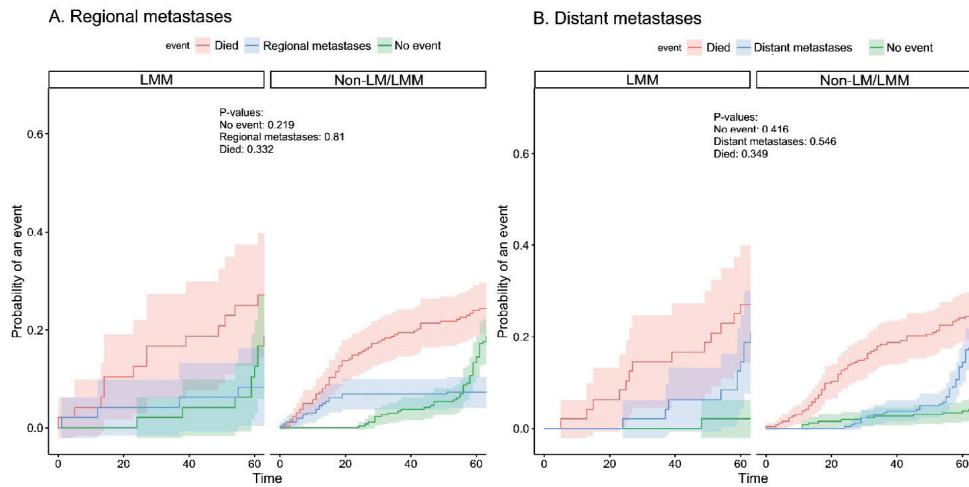 A. Regional metastases
event Died Regional metastases No event
LMM Non-LM/LMM
P-values:
No event: 0.219
Regional metastases: 0.81
Died: 0.332
Probability of an event
0.6
0.4
0.2
0.0
0 20 40 60 0 20 40 60
Time
B. Distant metastases
event Died Distant metastases No event
LMM Non-LM/LMM
P-values:
No event: 0.416
Distant metastases: 0.546
Died: 0.349
Probability of an event
0.6
0.4
0.2
0.0
0 20 40 60 0 20 40 60
Time